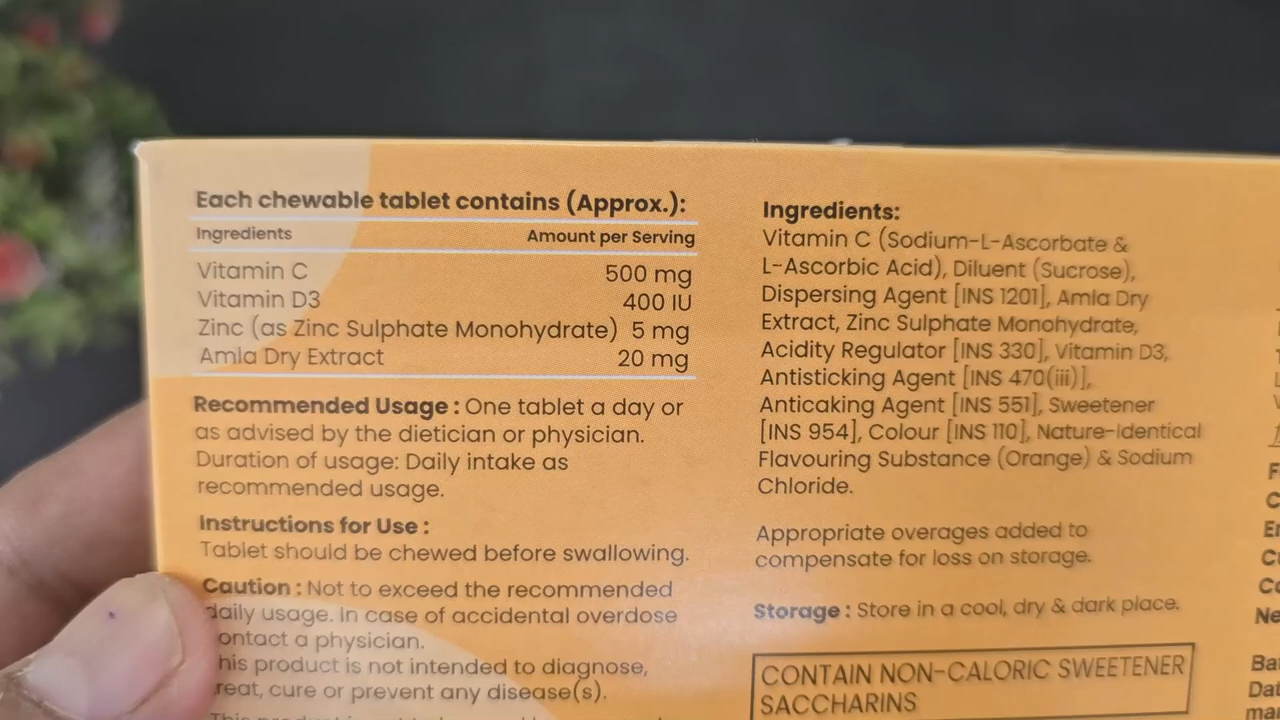 Each chewable tablet contains (Approx.):
Ingredients Amount per Serving
Vitamin C 500 mg
Vitamin D3 400 IU
Zinc (as Zinc Sulphate Monohydrate) 5 mg
Amla Dry Extract 20 mg
Recommended Usage : One tablet a day or
as advised by the dietician or physician.
Duration of usage: Daily intake as
recommended usage.
Instructions for Use :
Tablet should be chewed before swallowing.
Caution : Not to exceed the recommended
daily usage. In case of accidental overdose
ontact a physician.
his product is not intended to diagnose,
reat, cure or prevent any disease(s).
Ingredients:
Vitamin C (Sodium-L-Ascorbate &
L-Ascorbic Acid), Diluent (Sucrose),
Dispersing Agent [INS 1201], Amla Dry
Extract, Zinc Sulphate Monohydrate,
Acidity Regulator [INS 330], Vitamin D3,
Antisticking Agent [INS 470(iii)],
Anticaking Agent [INS 551], Sweetener
[INS 954], Colour [INS 110], Nature-Identical
Flavouring Substance (Orange) & Sodium
Chloride.
Appropriate overages added to
compensate for loss on storage.
Storage : Store in a cool, dry & dark place.
CONTAIN NON-CALORIC SWEETENER
SACCHARINS